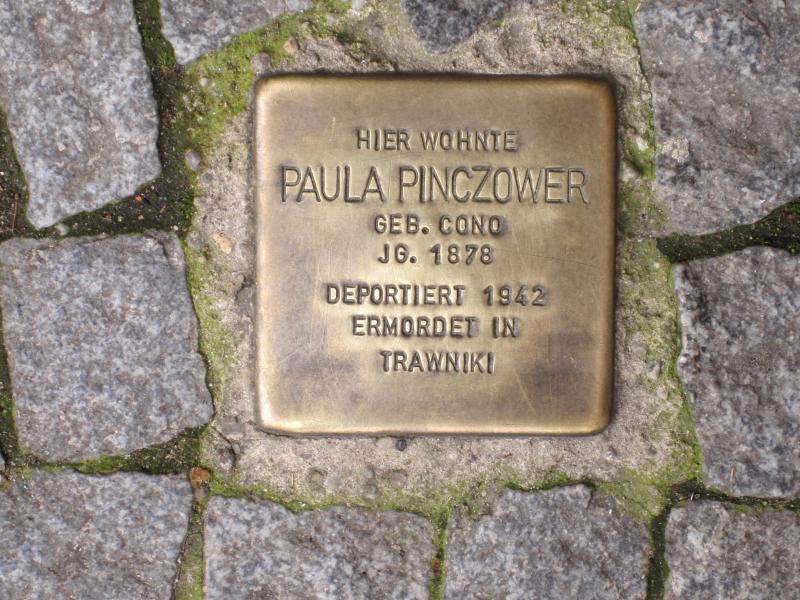 HIER WOHNTE
PAULA PINCZOWER
GEB. CONO
JG. 1878
DEPORTIERT 1942
ERMORDET IN
TRAWNIKI